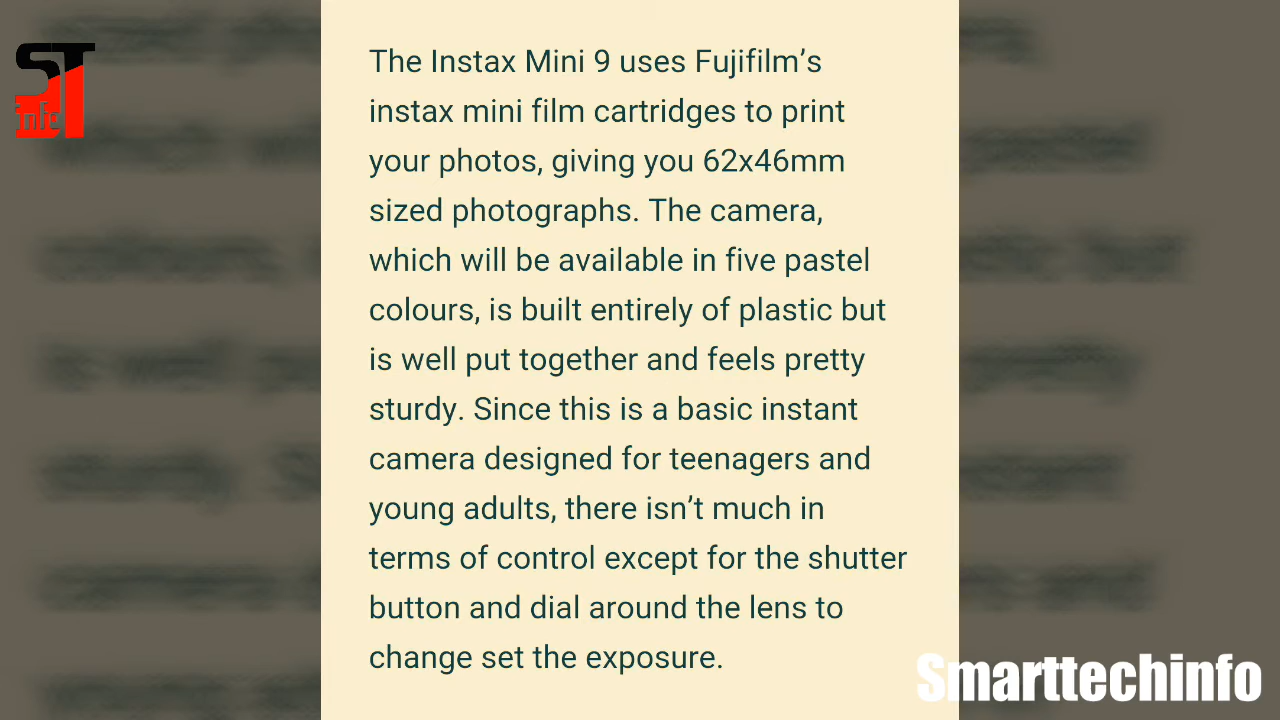 ST
info
The Instax Mini 9 uses Fujifilm’s
instax mini film cartridges to print
your photos, giving you 62x46mm
sized photographs. The camera,
which will be available in five pastel
colours, is built entirely of plastic but
is well put together and feels pretty
sturdy. Since this is a basic instant
camera designed for teenagers and
young adults, there isn’t much in
terms of control except for the shutter
button and dial around the lens to
change set the exposure.
Smarttechinfo